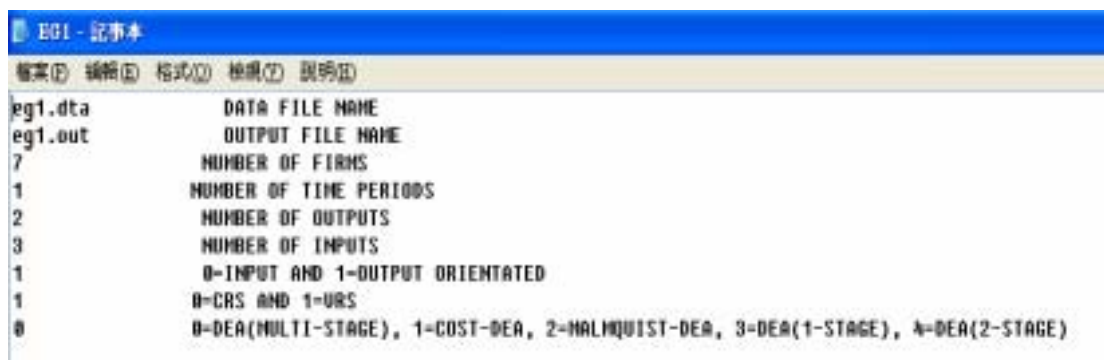 EG1 - 記事本
檔案(F) 編輯(E) 格式(O) 檢視(V) 說明(H)
eg1.dta DATA FILE NAME
eg1.out OUTPUT FILE NAME
7 NUMBER OF FIRMS
1 NUMBER OF TIME PERIODS
2 NUMBER OF OUTPUTS
3 NUMBER OF INPUTS
1 0=INPUT AND 1=OUTPUT ORIENTATED
1 0=CRS AND 1=VRS
0 0=DEA(MULTI-STAGE), 1=COST-DEA, 2=MALMQUIST-DEA, 3=DEA(1-STAGE), 4=DEA(2-STAGE)